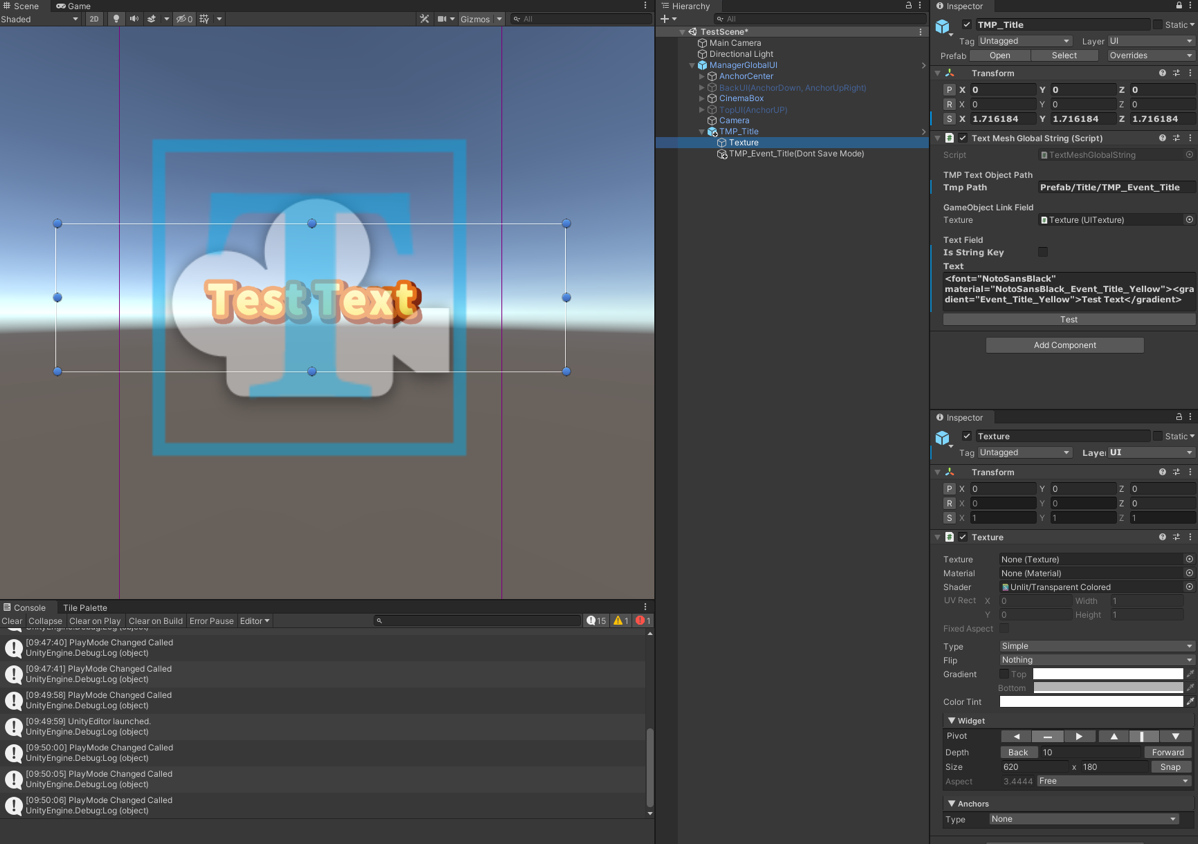 Scene
Game
Shaded
2D
0
Gizmos
All
Test Text
Console
Tile Palette
Clear
Collapse
Clear on Play
Clear on Build
Error Pause
Editor
15
1
1
UnityEngine.Debug:Log (object)
[09:47:40] PlayMode Changed Called
UnityEngine.Debug:Log (object)
[09:47:41] PlayMode Changed Called
UnityEngine.Debug:Log (object)
[09:49:58] PlayMode Changed Called
UnityEngine.Debug:Log (object)
[09:49:59] UnityEditor launched.
UnityEngine.Debug:Log (object)
[09:50:00] PlayMode Changed Called
UnityEngine.Debug:Log (object)
[09:50:05] PlayMode Changed Called
UnityEngine.Debug:Log (object)
[09:50:06] PlayMode Changed Called
UnityEngine.Debug:Log (object)
Hierarchy
All
TestScene*
Main Camera
Directional Light
ManagerGlobalUI
AnchorCenter
BackUI(AnchorDown, AnchorUpRight)
CinemaBox
TopUI(AnchorUP)
Camera
TMP_Title
Texture
TMP_Event_Title(Dont Save Mode)
Inspector
TMP_Title
Static
Tag Untagged Layer UI
Prefab Open Select Overrides
Transform
P X 0 Y 0 Z 0
R X 0 Y 0 Z 0
S X 1.716184 Y 1.716184 Z 1.716184
Text Mesh Global String (Script)
Script TextMeshGlobalString
TMP Text Object Path
Tmp Path Prefab/Title/TMP_Event_Title
GameObject Link Field
Texture Texture (UITexture)
Text Field
Is String Key
Text
<font="NotoSansBlack"
material="NotoSansBlack_Event_Title_Yellow"><gra
dient="Event_Title_Yellow">Test Text</gradient>
Test
Add Component
Inspector
Texture
Static
Tag Untagged Layer UI
Transform
P X 0 Y 0 Z 0
R X 0 Y 0 Z 0
S X 1 Y 1 Z 1
Texture
Texture None (Texture)
Material None (Material)
Shader Unlit/Transparent Colored
UV Rect X 0 Width 1
Y 0 Height 1
Fixed Aspect
Type Simple
Flip Nothing
Gradient Top
Bottom
Color Tint
Widget
Pivot
Depth Back 10 Forward
Size 620 x 180 Snap
Aspect 3.4444 Free
Anchors
Type None